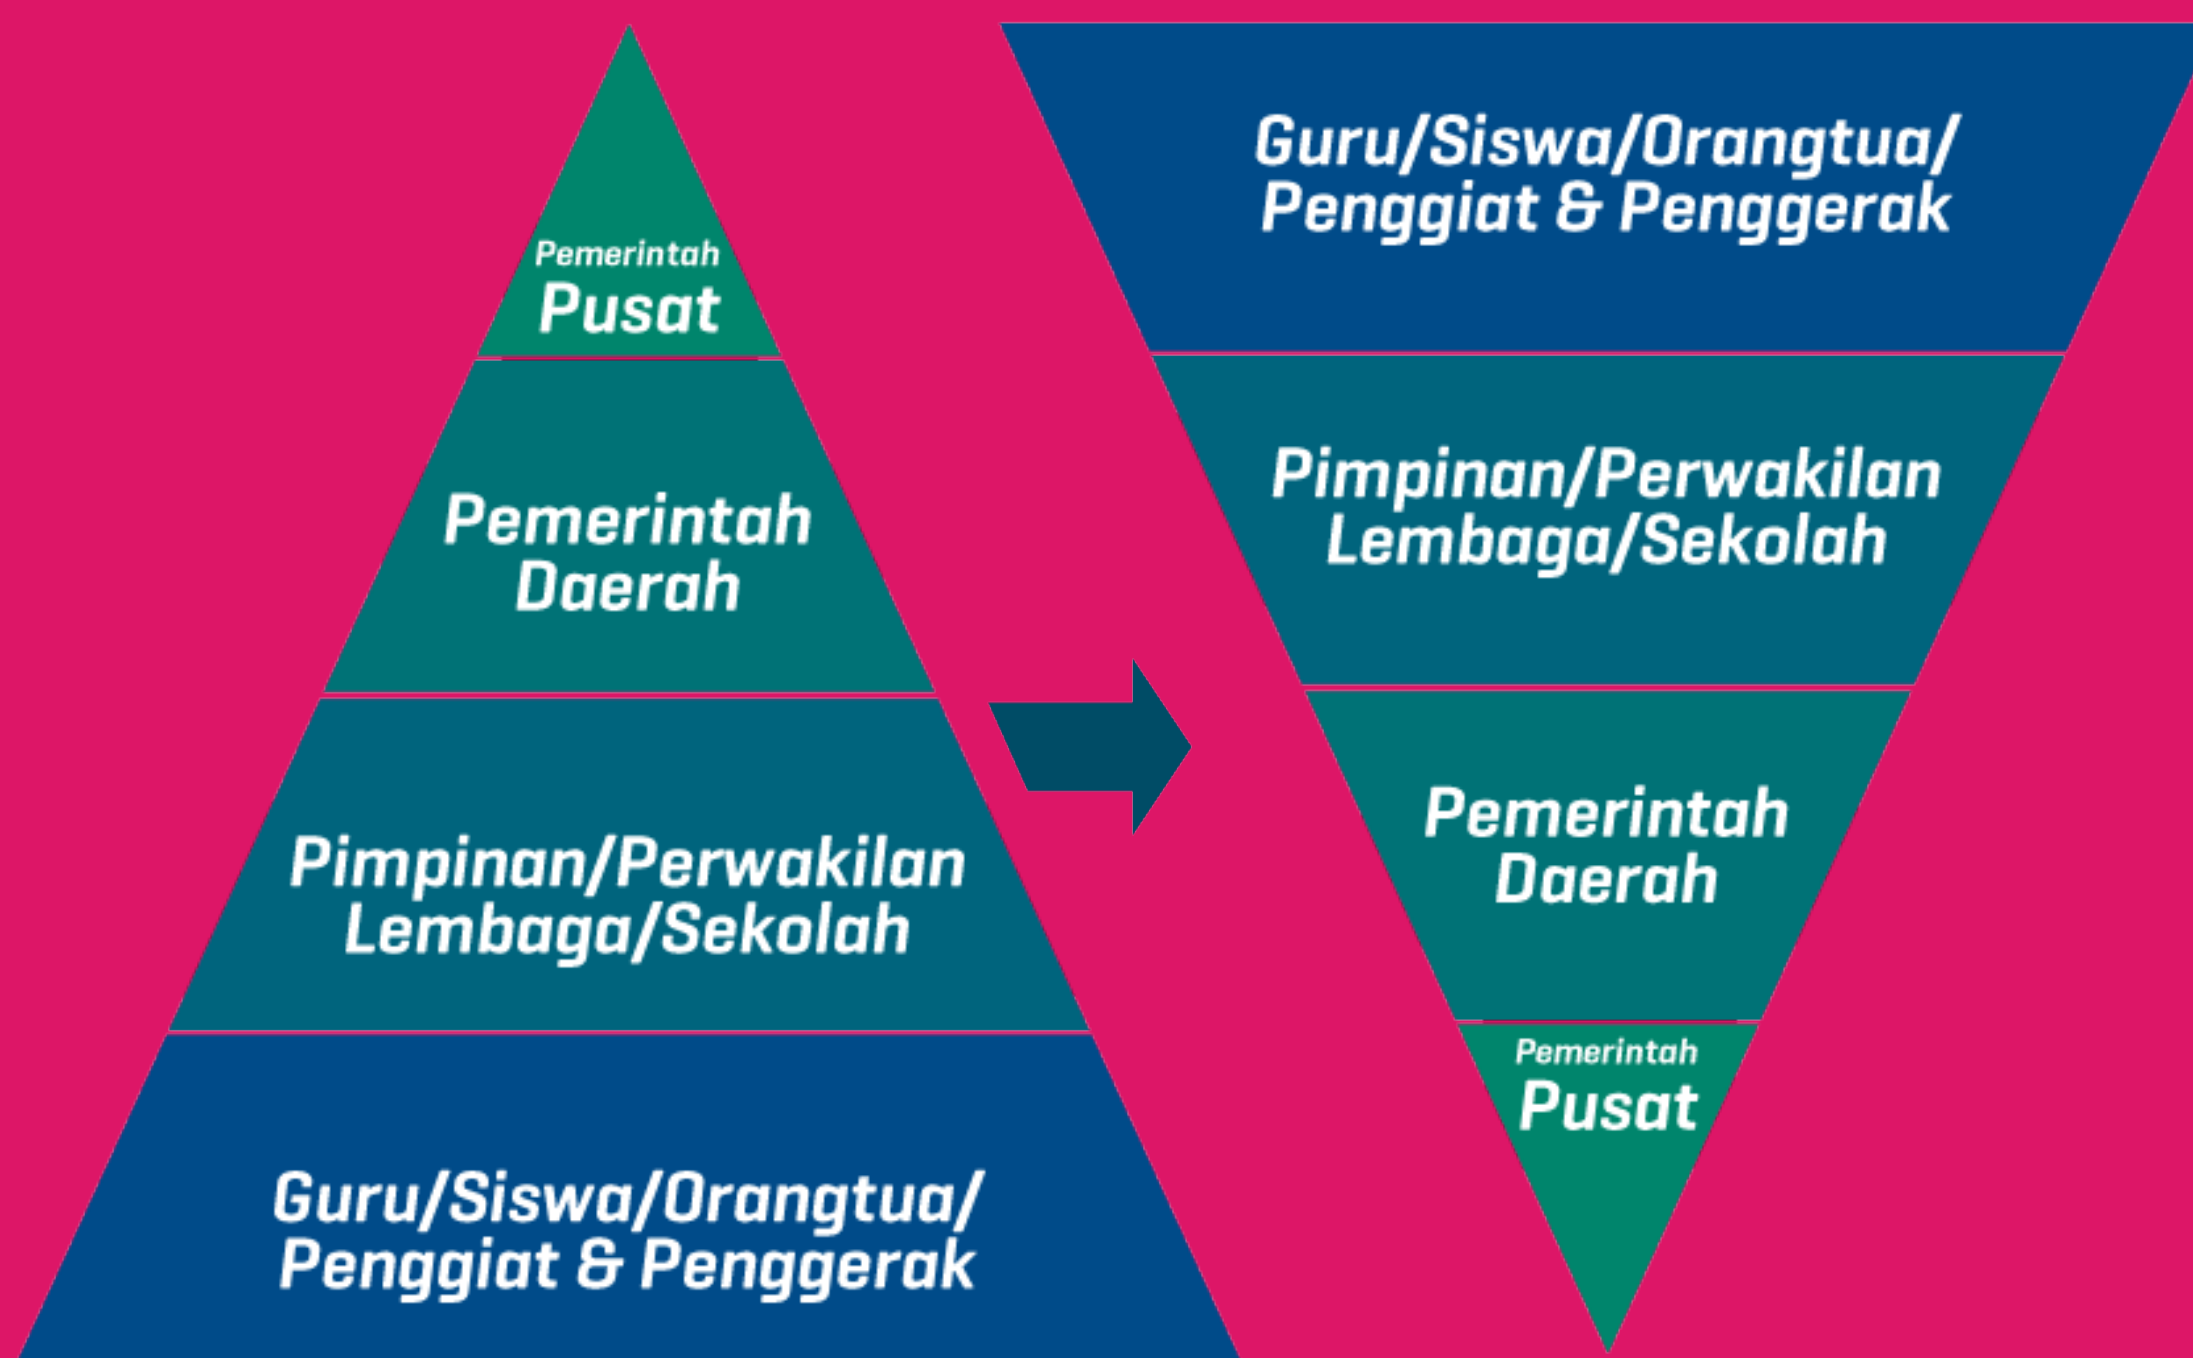 Pemerintah
Pusat
Pemerintah
Daerah
Pimpinan/Perwakilan
Lembaga/Sekolah
Guru/Siswa/Orangtua/
Penggiat & Penggerak
Guru/Siswa/Orangtua/
Penggiat & Penggerak
Pimpinan/Perwakilan
Lembaga/Sekolah
Pemerintah
Daerah
Pemerintah
Pusat